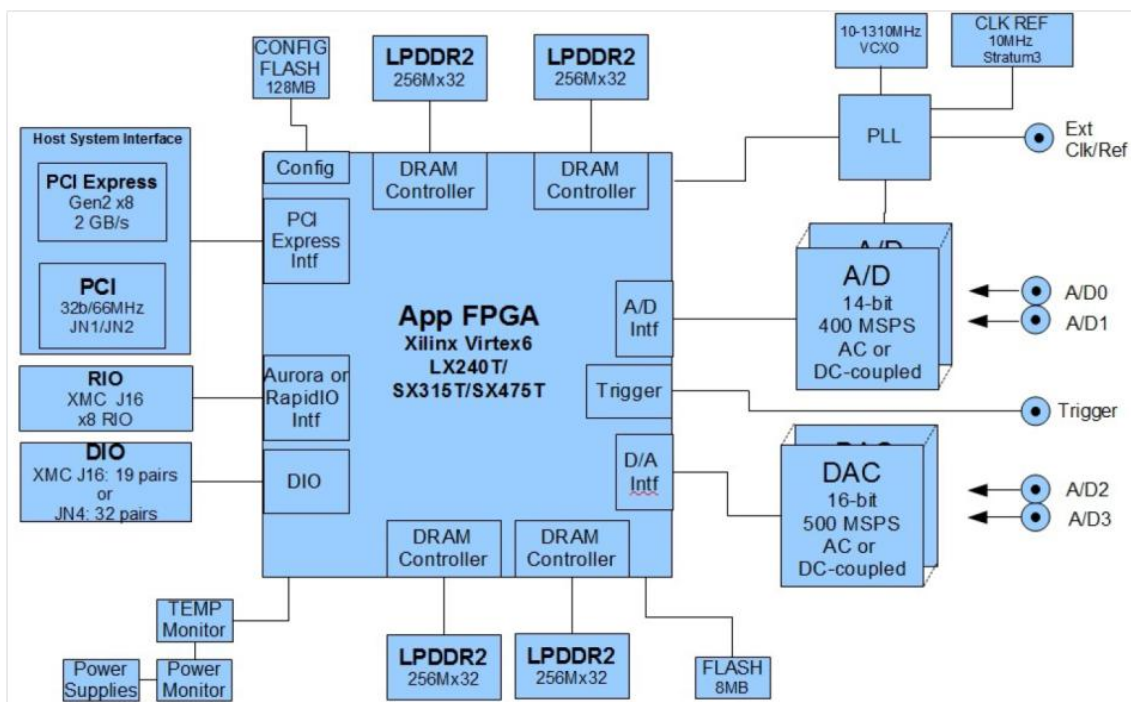 CONFIG
FLASH
128MB
LPDDR2
256Mx32
LPDDR2
256Mx32
10-1310MHz
VCXO
CLK REF
10MHz
Stratum3
PLL
Ext
Clk/Ref
Host System Interface
PCI Express
Gen2 x8
2 GB/s
PCI
32b/66MHz
JN1/JN2
Config
DRAM
Controller
DRAM
Controller
PCI
Express
Intf
App FPGA
Xilinx Virtex6
LX240T/
SX315T/SX475T
A/D
Intf
A/D
A/D
14-bit
400 MSPS
AC or
DC-coupled
A/D0
A/D1
RIO
XMC J16
x8 RIO
Aurora or
RapidIO
Intf
Trigger
Trigger
DIO
XMC J16: 19 pairs
or
JN4: 32 pairs
DIO
D/A
Intf
DAC
DAC
16-bit
500 MSPS
AC or
DC-coupled
A/D2
A/D3
DRAM
Controller
DRAM
Controller
TEMP
Monitor
Power
Supplies
Power
Monitor
LPDDR2
256Mx32
LPDDR2
256Mx32
FLASH
8MB